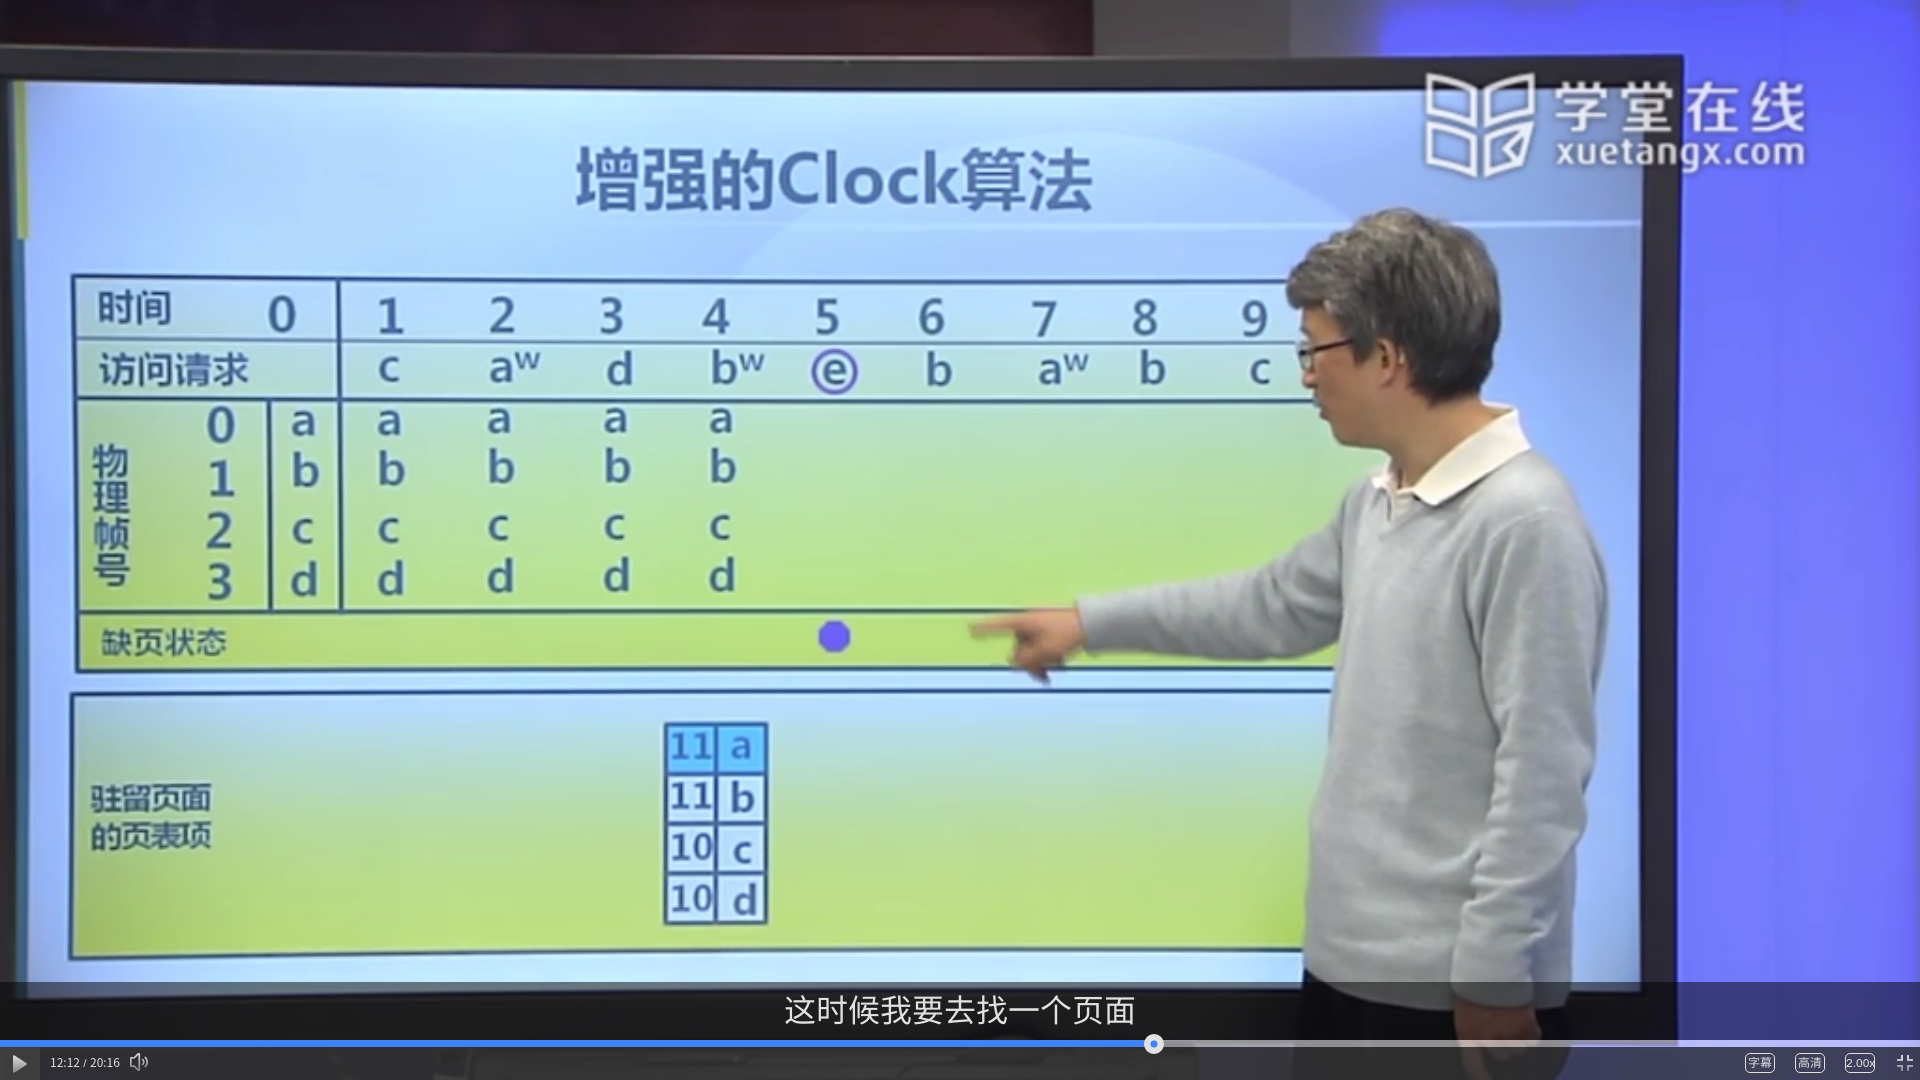 学堂在线
xuetangx.com
增强的Clock算法
时间 0 1 2 3 4 5 6 7 8 9
访问请求 c aʷ d bʷ e b aʷ b c
物理帧号
0 a a a a a
1 b b b b b
2 c c c c c
3 d d d d d
缺页状态
驻留页面
的页表项
11 a
11 b
10 c
10 d
这时候我要去找一个页面
12:12 / 20:16 字幕 高清 2.00x